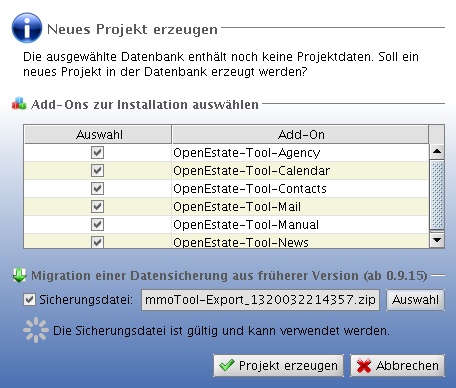 Neues Projekt erzeugen
Die ausgewählte Datenbank enthält noch keine Projektdaten. Soll ein
neues Projekt in der Datenbank erzeugt werden?
Add-Ons zur Installation auswählen
Auswahl Add-On
OpenEstate-Tool-Agency
OpenEstate-Tool-Calendar
OpenEstate-Tool-Contacts
OpenEstate-Tool-Mail
OpenEstate-Tool-Manual
OpenEstate-Tool-News
Migration einer Datensicherung aus früherer Version (ab 0.9.15)
Sicherungsdatei: mmoTool-Export_1320032214357.zip Auswahl
Die Sicherungsdatei ist gültig und kann verwendet werden.
Projekt erzeugen Abbrechen